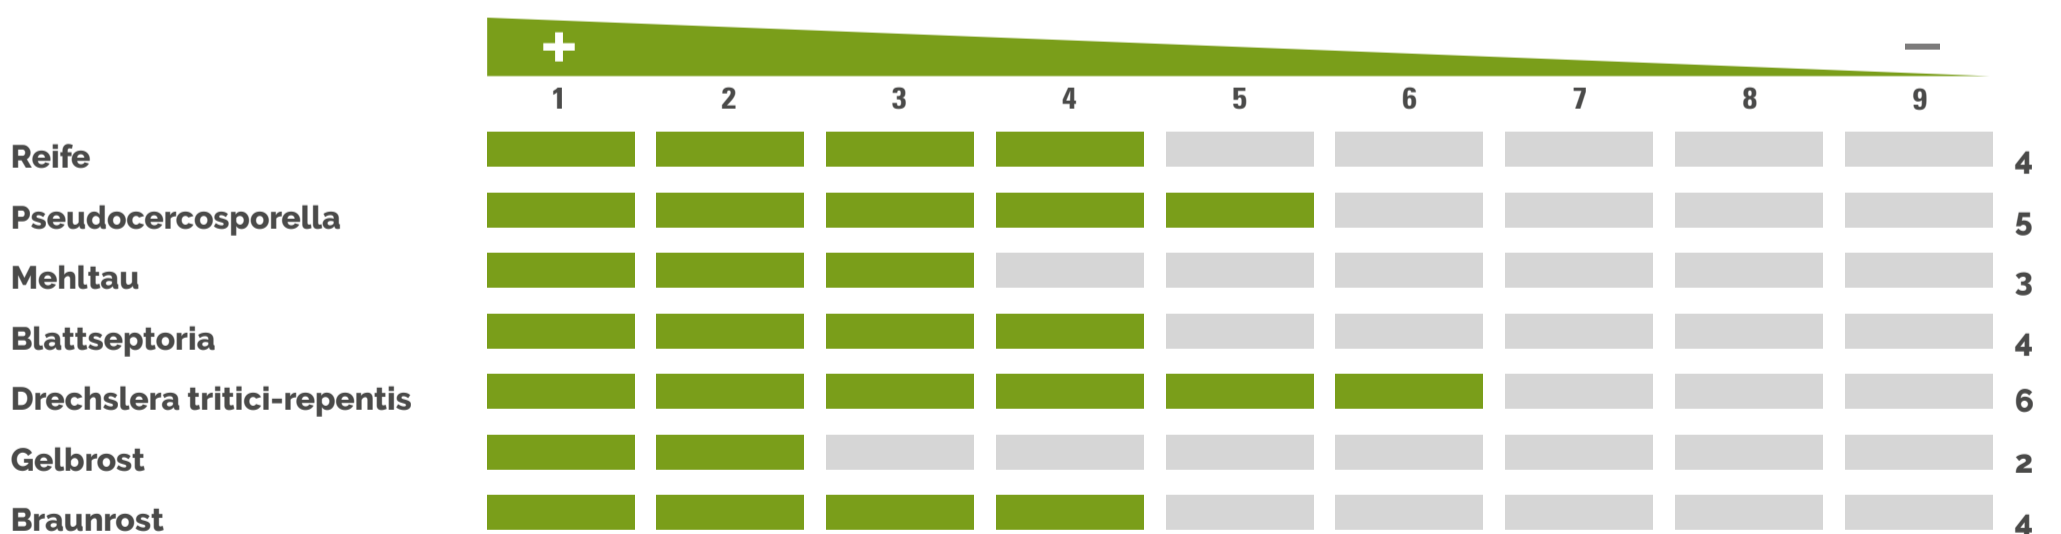 + –
1 2 3 4 5 6 7 8 9
Reife 4
Pseudocercosporella 5
Mehltau 3
Blattseptoria 4
Drechslera tritici-repentis 6
Gelbrost 2
Braunrost 4